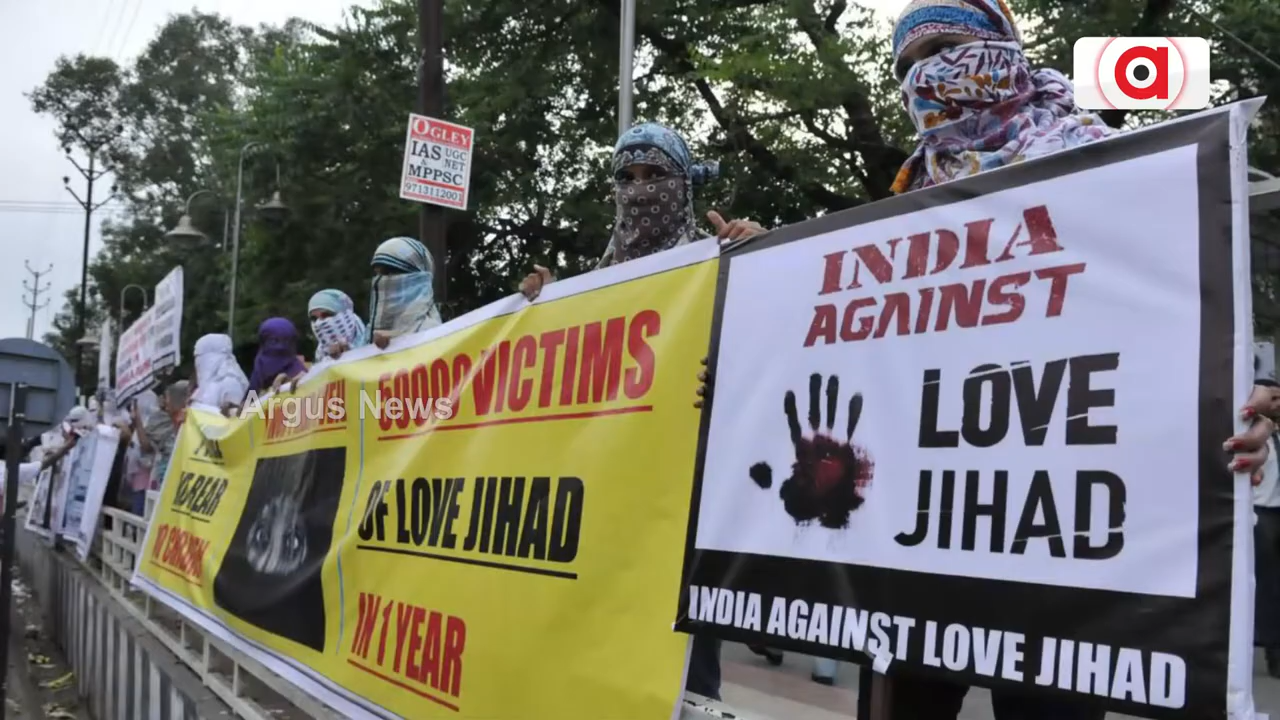 a
OGLEY
IAS UGC
& NET
MPPSC
9713112001
INDIA
AGAINST
LOVE
JIHAD
INDIA AGAINST LOVE JIHAD
50000 VICTIMS
OF LOVE JIHAD
IN 1 YEAR
Argus News